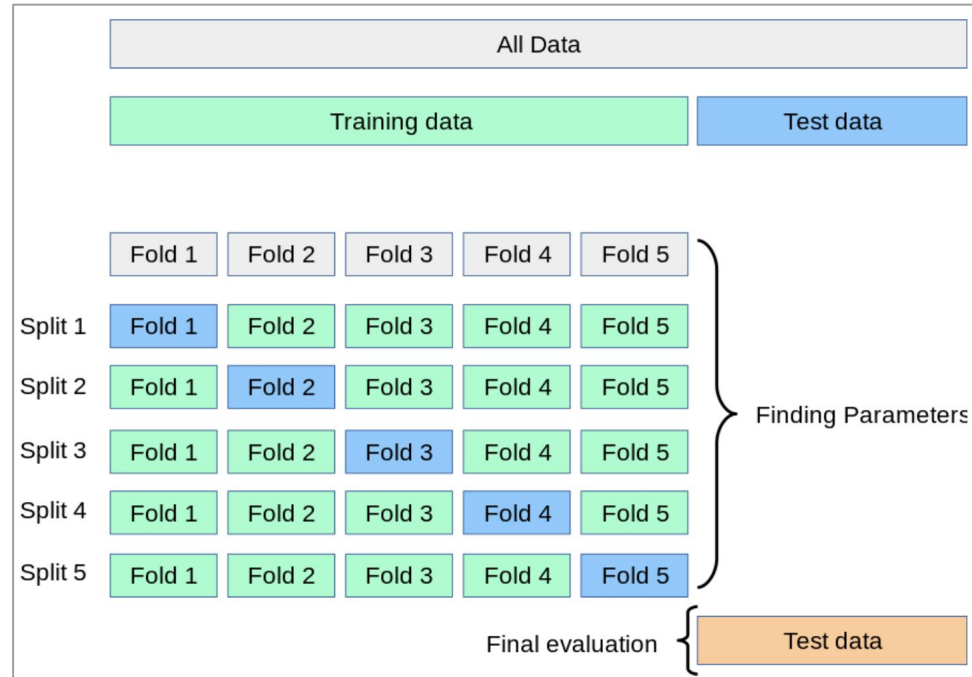 All Data
Training data Test data
Fold 1 Fold 2 Fold 3 Fold 4 Fold 5
Split 1 Fold 1 Fold 2 Fold 3 Fold 4 Fold 5
Split 2 Fold 1 Fold 2 Fold 3 Fold 4 Fold 5
Finding Parameters
Split 3 Fold 1 Fold 2 Fold 3 Fold 4 Fold 5
Split 4 Fold 1 Fold 2 Fold 3 Fold 4 Fold 5
Split 5 Fold 1 Fold 2 Fold 3 Fold 4 Fold 5
Final evaluation Test data